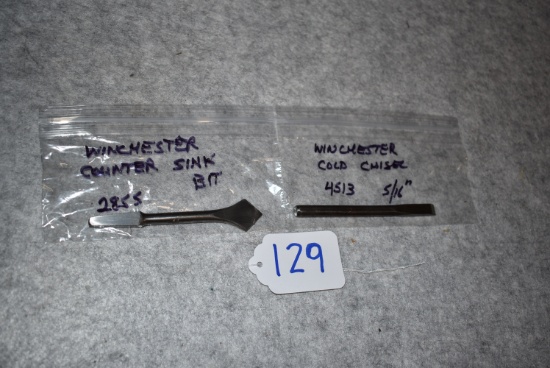 WINCHESTER
COUNTER SINK
BIT
2855
WINCHESTER
COLD CHISEL
4513 5/16"
129